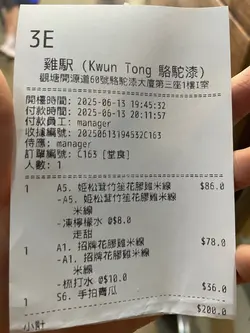 3E
雞駅 (Kwun Tong 駱駝漆)
觀塘開源道60號駱駝漆大廈第三座1樓I室
開檯時間: 2025-06-13 19:45:32
付款時間: 2025-06-13 20:11:57
付款員工: manager
收據編號: 20250613194532C163
侍應: manager
訂單編號: C163 [堂食]
人數: 1
1 A5. 姬松茸竹笙花膠雞米線 $86.0
-A5. 姬松茸竹笙花膠雞米線
米線
-凍檸檬水 @$8.0
走甜
1 A1. 招牌花膠雞米線 $78.0
-A1. 招牌花膠雞米線
米線
-梳打水 @$10.0
1 S6. 手拍青瓜 $36.0
小計 $200.0